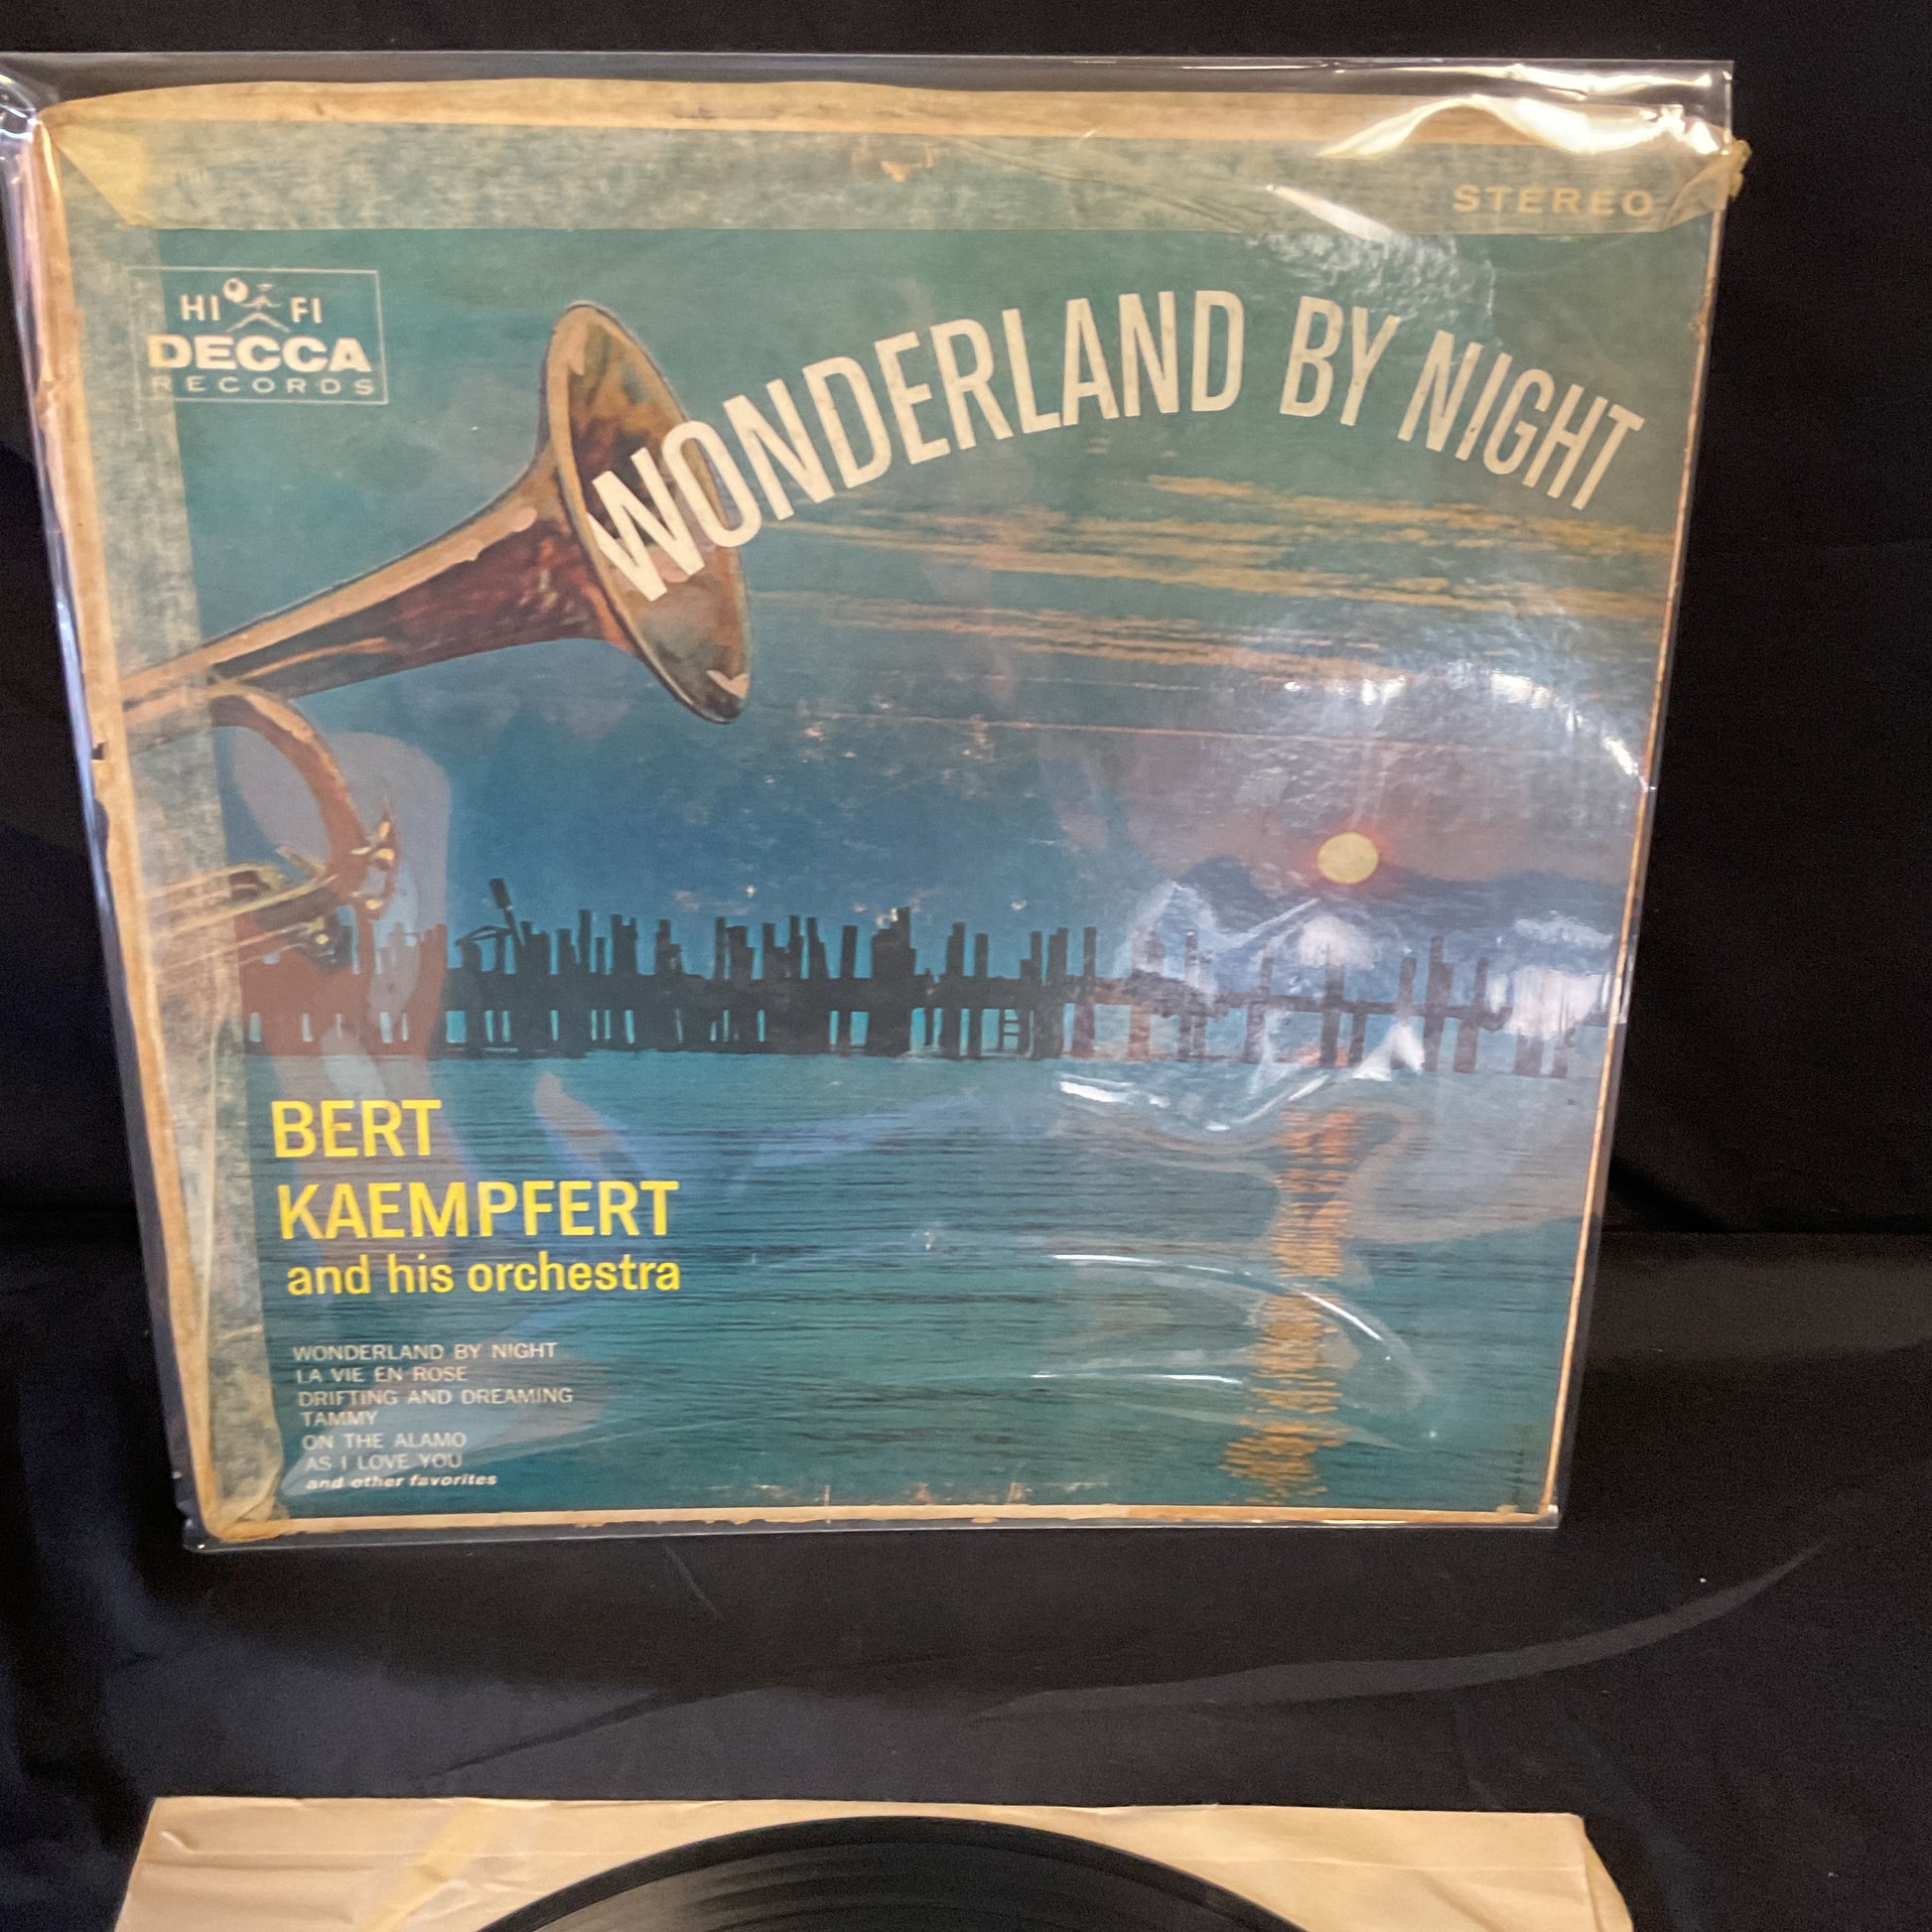 STEREO
HI FI
DECCA
RECORDS
WONDERLAND BY NIGHT
BERT
KAEMPFERT
and his orchestra
WONDERLAND BY NIGHT
LA VIE EN ROSE
DRIFTING AND DREAMING
TAMMY
ON THE ALAMO
AS I LOVE YOU
and other favorites